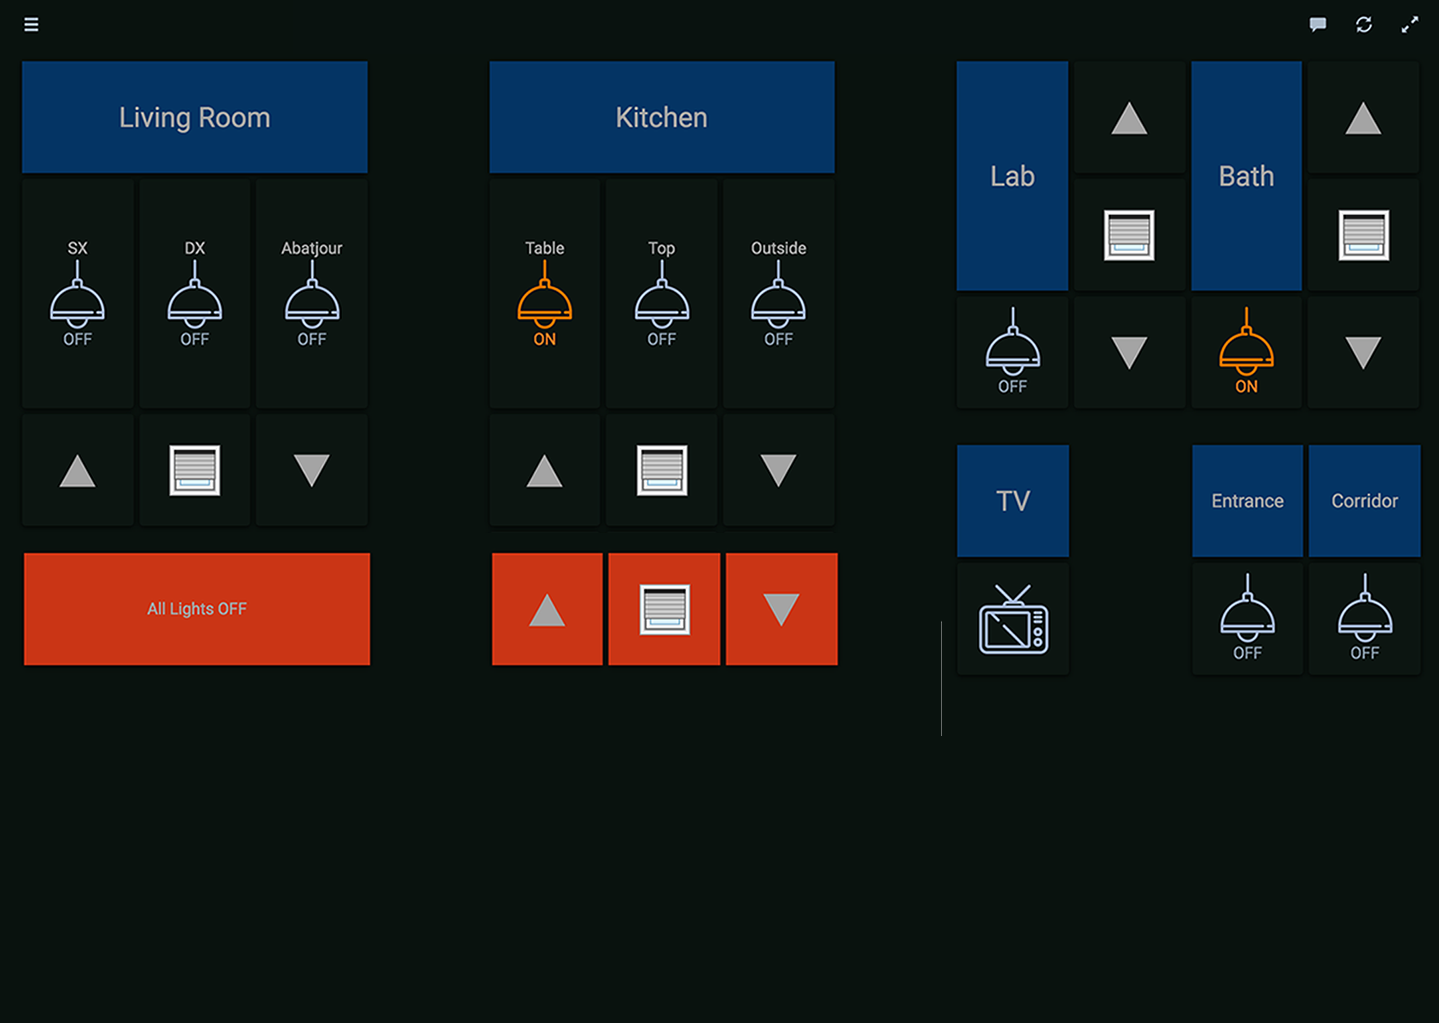 Living Room
SX
DX
Abatjour
OFF
OFF
OFF
All Lights OFF
Kitchen
Table
Top
Outside
ON
OFF
OFF
Lab
OFF
Bath
ON
TV
Entrance
Corridor
OFF
OFF